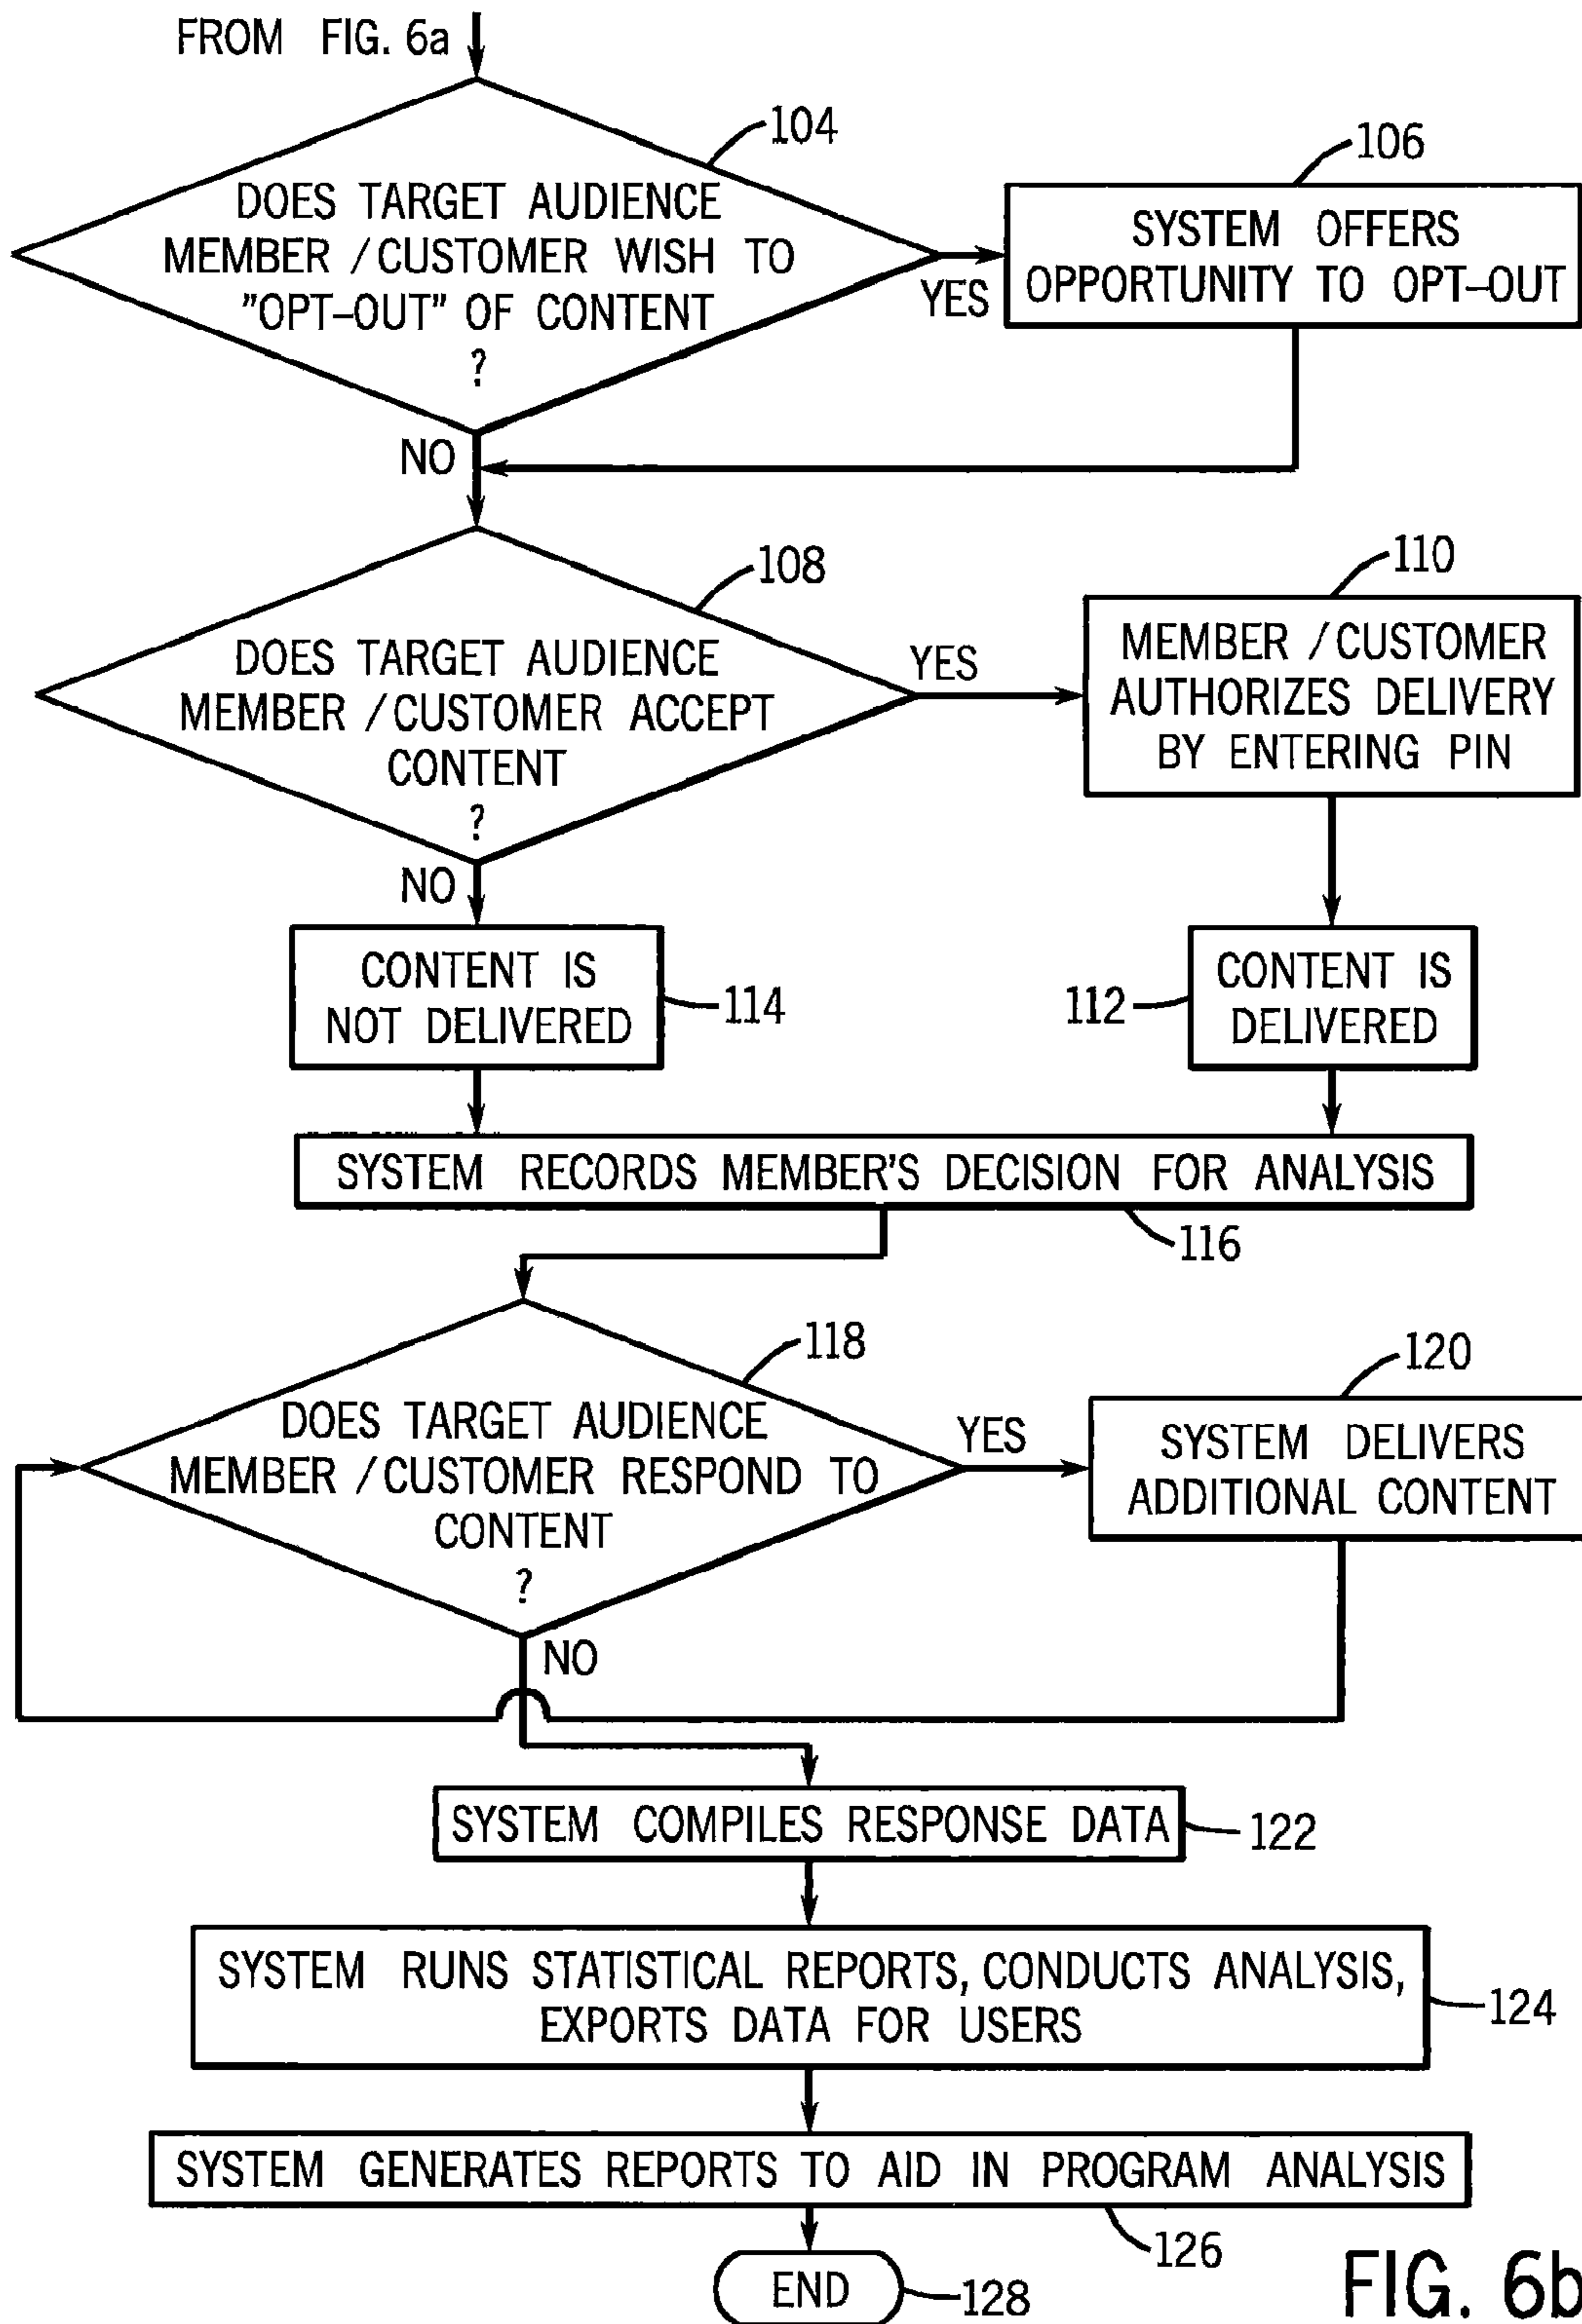 FROM FIG. 6a
104
DOES TARGET AUDIENCE
MEMBER / CUSTOMER WISH TO
"OPT-OUT" OF CONTENT
?
YES
NO
106
SYSTEM OFFERS
OPPORTUNITY TO OPT-OUT
108
DOES TARGET AUDIENCE
MEMBER / CUSTOMER ACCEPT
CONTENT
?
YES
NO
110
MEMBER / CUSTOMER
AUTHORIZES DELIVERY
BY ENTERING PIN
CONTENT IS
NOT DELIVERED
114
112
CONTENT IS
DELIVERED
SYSTEM RECORDS MEMBER'S DECISION FOR ANALYSIS
116
118
DOES TARGET AUDIENCE
MEMBER / CUSTOMER RESPOND TO
CONTENT
?
YES
NO
120
SYSTEM DELIVERS
ADDITIONAL CONTENT
SYSTEM COMPILES RESPONSE DATA
122
SYSTEM RUNS STATISTICAL REPORTS, CONDUCTS ANALYSIS,
EXPORTS DATA FOR USERS
124
SYSTEM GENERATES REPORTS TO AID IN PROGRAM ANALYSIS
126
END
128
FIG. 6b